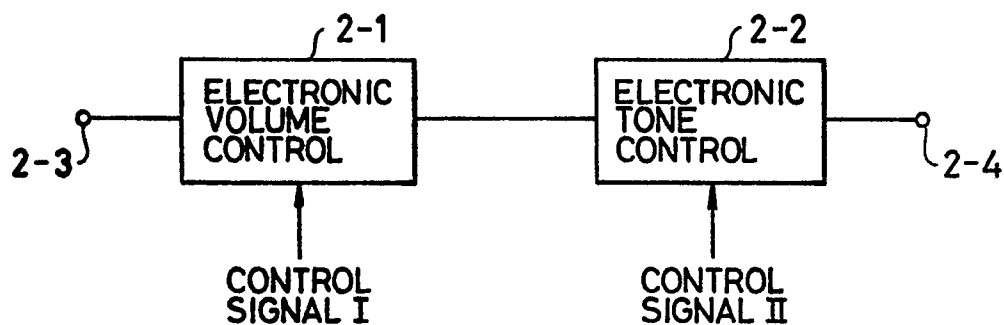 2-1
2-2
ELECTRONIC
VOLUME
CONTROL
ELECTRONIC
TONE
CONTROL
2-3
2-4
CONTROL
SIGNAL I
CONTROL
SIGNAL II